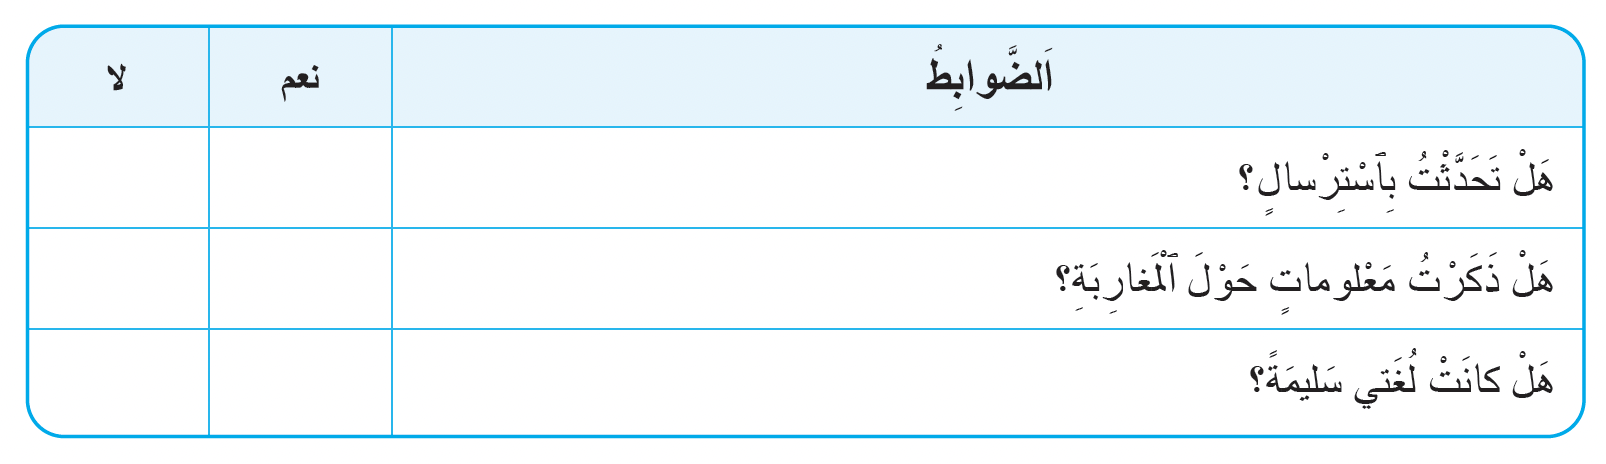 اَلضَّوابِطُ نعم لا
هَلْ تَحَدَّثْتُ بِٱسْتِرْسالٍ؟
هَلْ ذَكَرْتُ مَعْلوماتٍ حَوْلَ ٱلْمَغارِبَةِ؟
هَلْ كانَتْ لُغَتي سَليمَةً؟